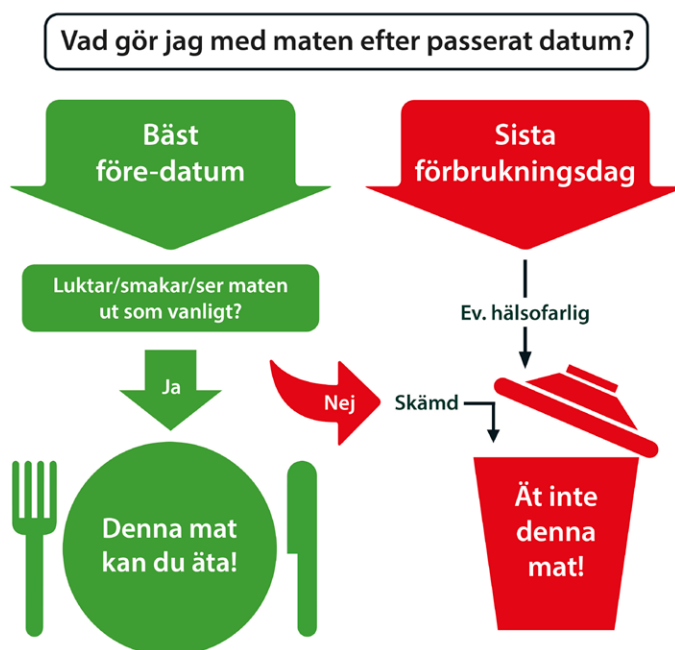 Vad gör jag med maten efter passerat datum?
Bäst
före-datum
Sista
förbrukningsdag
Luktar/smakar/ser maten
ut som vanligt?
Ev. hälsofarlig
Ja
Nej
Skämd
Denna mat
kan du äta!
Ät inte
denna
mat!